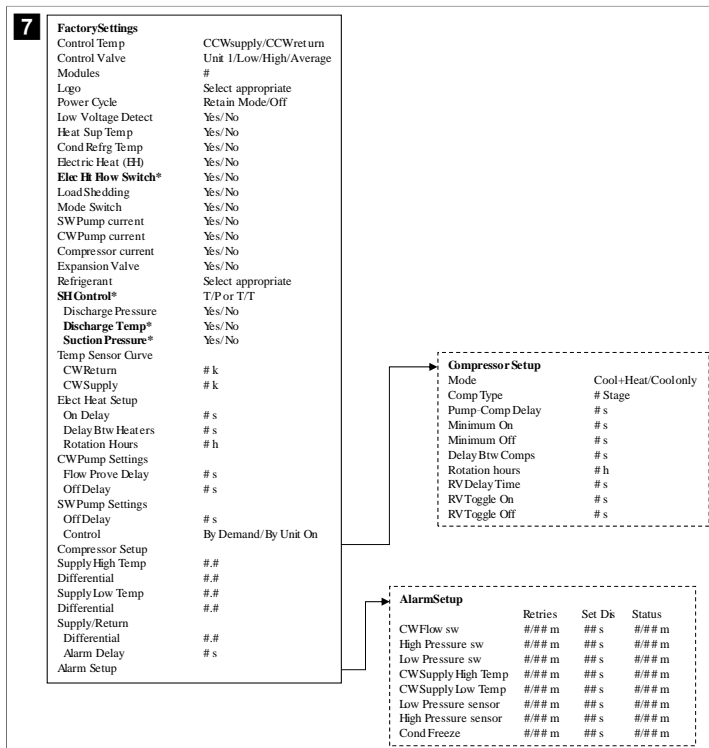 7
FactorySettings
Control Temp CCWsupply/CCWreturn
Control Valve Unit 1/Low/High/Average
Modules #
Logo Select appropriate
Power Cycle Retain Mode/Off
Low Voltage Detect Yes/No
Heat Sup Temp Yes/No
Cond Refrg Temp Yes/No
Electric Heat (EH) Yes/No
Elec Ht Flow Switch* Yes/No
Load Shedding Yes/No
Mode Switch Yes/No
SWPump current Yes/No
CWPump current Yes/No
Compressor current Yes/No
Expansion Valve Yes/No
Refrigerant Select appropriate
SH Control* T/P or T/T
Discharge Pressure Yes/No
Discharge Temp* Yes/No
Suction Pressure* Yes/No
Temp Sensor Curve
CWReturn # k
CWSupply # k
Elect Heat Setup
On Delay # s
Delay Btw Heaters # s
Rotation Hours # h
CWPump Settings
Flow Prove Delay # s
Off Delay # s
SWPump Settings
Off Delay # s
Control By Demand/By Unit On
Compressor Setup
Supply High Temp #.#
Differential #.#
Supply Low Temp #.#
Differential #.#
Supply/Return
Differential #.#
Alarm Delay # s
Alarm Setup
Compressor Setup
Mode Cool+Heat/Coolonly
Comp Type # Stage
Pump-Comp Delay # s
Minimum On # s
Minimum Off # s
Delay Btw Comps # s
Rotation hours # h
RV Delay Time # s
RV Toggle On # s
RV Toggle Off # s
AlarmSetup
Retries Set Dis Status
CWFlow sw #/## m ## s #/## m
High Pressure sw #/## m ## s #/## m
Low Pressure sw #/## m ## s #/## m
CWSupply High Temp #/## m ## s #/## m
CWSupply Low Temp #/## m ## s #/## m
Low Pressure sensor #/## m ## s #/## m
High Pressure sensor #/## m ## s #/## m
Cond Freeze #/## m ## s #/## m